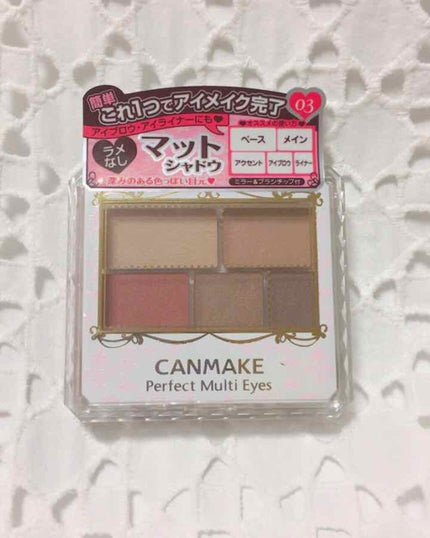 簡単
これ1つでアイメイク完了
03
アイブロウ・アイライナーにも♥
ラメ
なし
マット
シャドウ
深みのある色っぽい目元♥
♥オススメの使い方♥
ベース メイン
アクセント アイブロウ ライナー
ミラー&ブラシチップ付
CANMAKE
Perfect Multi Eyes